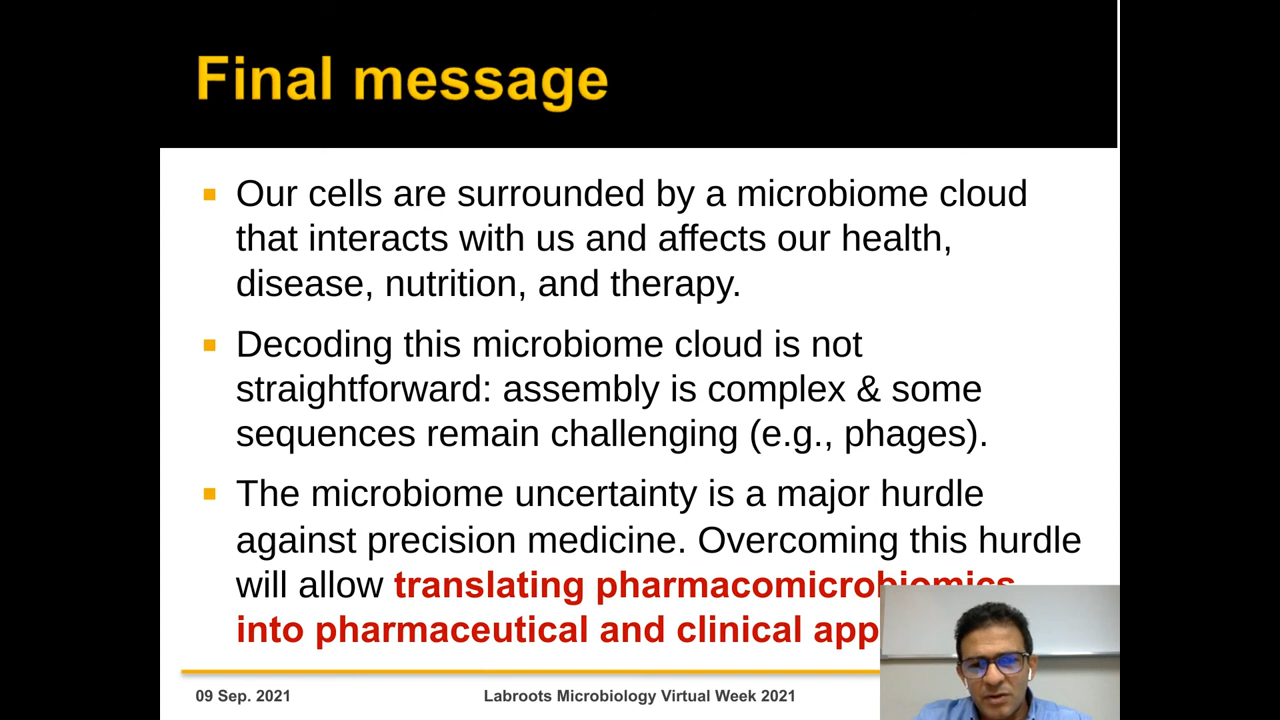 Final message
Our cells are surrounded by a microbiome cloud
that interacts with us and affects our health,
disease, nutrition, and therapy.
Decoding this microbiome cloud is not
straightforward: assembly is complex & some
sequences remain challenging (e.g., phages).
The microbiome uncertainty is a major hurdle
against precision medicine. Overcoming this hurdle
will allow translating pharmacomicrobiomics
into pharmaceutical and clinical
09 Sep. 2021
Labroots Microbiology Virtual Week 2021